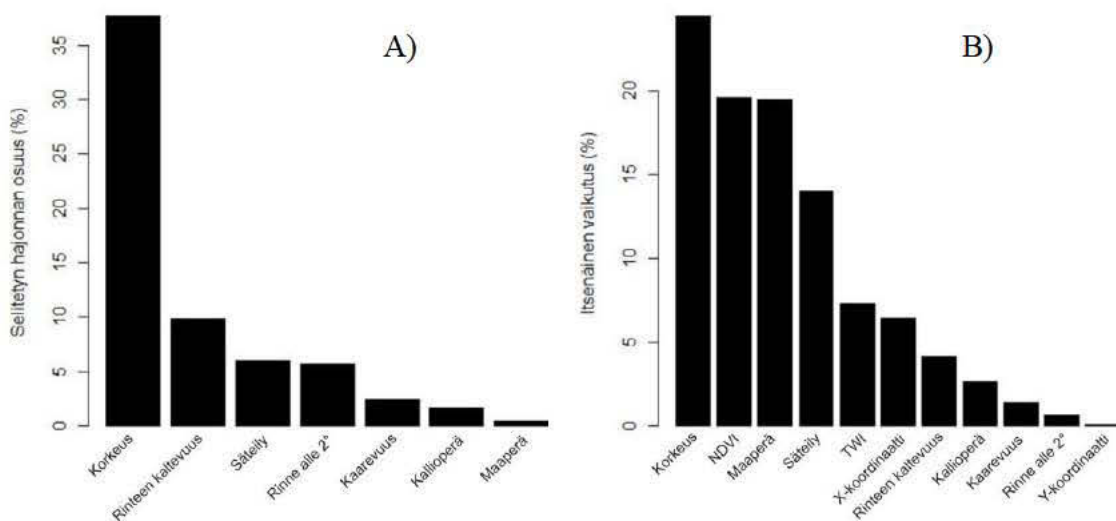 A)
Selitetyn hajonnan osuus (%)
35
30
25
20
15
10
5
0
Korkeus
Rinteen kaltevuus
Säteily
Rinne alle 2°
Kaarevuus
Kallioperä
Maaperä
B)
Itsenäinen vaikutus (%)
20
15
10
5
0
Korkeus
NDVI
Maaperä
Säteily
TWI
X-koordinaatti
Rinteen kaltevuus
Kallioperä
Kaarevuus
Rinne alle 2°
Y-koordinaatti